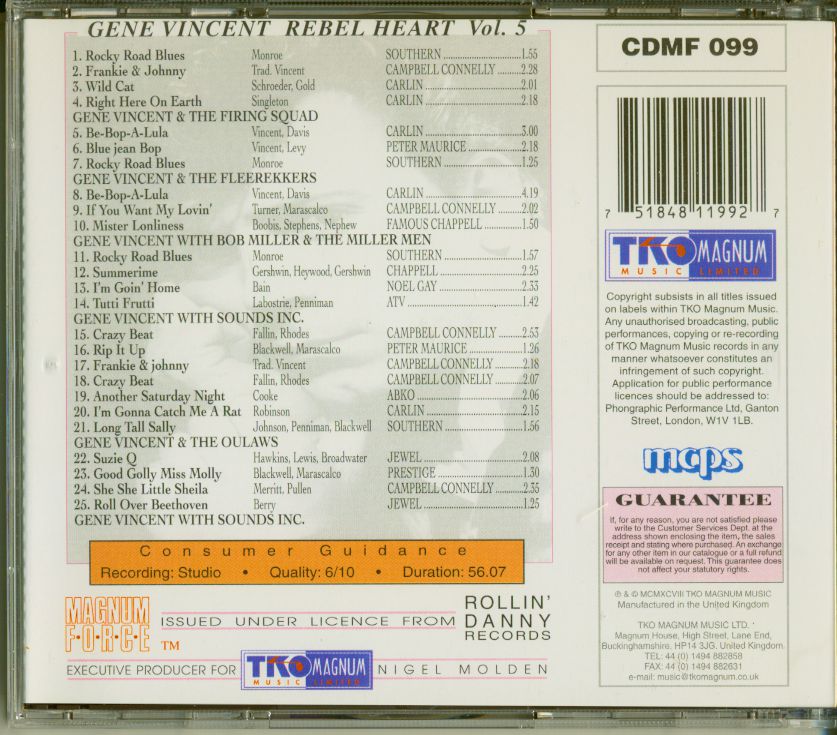 GENE VINCENT REBEL HEART Vol. 5
1. Rocky Road Blues Monroe SOUTHERN 1.55
2. Frankie & Johnny Trad. Vincent CAMPBELL CONNELLY 2.28
3. Wild Cat Schroeder, Gold CARLIN 2.01
4. Right Here On Earth Singleton CARLIN 2.18
GENE VINCENT & THE FIRING SQUAD
5. Be-Bop-A-Lula Vincent, Davis CARLIN 3.00
6. Blue jean Bop Vincent, Levy PETER MAURICE 2.18
7. Rocky Road Blues Monroe SOUTHERN 1.25
GENE VINCENT & THE FLEEREKKERS
8. Be-Bop-A-Lula Vincent, Davis CARLIN 4.19
9. If You Want My Lovin' Turner, Marascalco CAMPBELL CONNELLY 2.02
10. Mister Lonliness Boobis, Stephens, Nephew FAMOUS CHAPPELL 1.50
GENE VINCENT WITH BOB MILLER & THE MILLER MEN
11. Rocky Road Blues Monroe SOUTHERN 1.57
12. Summerime Gershwin, Heywood, Gershwin CHAPPELL 2.25
13. I'm Goin' Home Bain NOEL GAY 2.33
14. Tutti Frutti Labostrie, Penniman ATV 1.42
GENE VINCENT WITH SOUNDS INC.
15. Crazy Beat Fallin, Rhodes CAMPBELL CONNELLY 2.53
16. Rip It Up Blackwell, Marascalco PETER MAURICE 1.26
17. Frankie & johnny Trad. Vincent CAMPBELL CONNELLY 2.18
18. Crazy Beat Fallin, Rhodes CAMPBELL CONNELLY 2.07
19. Another Saturday Night Cooke ABKO 2.06
20. I'm Gonna Catch Me A Rat Robinson CARLIN 2.15
21. Long Tall Sally Johnson, Penniman, Blackwell SOUTHERN 1.56
GENE VINCENT & THE OULAWS
22. Suzie Q Hawkins, Lewis, Broadwater JEWEL 2.08
23. Good Golly Miss Molly Blackwell, Marascalco PRESTIGE 1.30
24. She She Little Sheila Merritt, Pullen CAMPBELL CONNELLY 2.35
25. Roll Over Beethoven Berry JEWEL 1.25
GENE VINCENT WITH SOUNDS INC.
Consumer Guidance
Recording: Studio • Quality: 6/10 • Duration: 56.07
MAGNUM
F·O·R·C·E TM
ISSUED UNDER LICENCE FROM
ROLLIN'
DANNY
RECORDS
EXECUTIVE PRODUCER FOR TKO MAGNUM MUSIC LIMITED NIGEL MOLDEN
CDMF 099
7 51848 11992 7
TKO MAGNUM
MUSIC LIMITED
Copyright subsists in all titles issued
on labels within TKO Magnum Music.
Any unauthorised broadcasting, public
performances, copying or re-recording
of TKO Magnum Music records in any
manner whatsoever constitutes an
infringement of such copyright.
Application for public performance
licences should be addressed to:
Phonographic Performance Ltd, Ganton
Street, London, W1V 1LB.
mcps
GUARANTEE
If, for any reason, you are not satisfied please
write to the Customer Services Dept. at the
address shown enclosing the item, the sales
receipt and stating where purchased. An exchange
for any other item in our catalogue or a full refund
will be available on request. This guarantee does
not affect your statutory rights.
℗ & © MCMXCVIII TKO MAGNUM MUSIC
Manufactured in the United Kingdom
TKO MAGNUM MUSIC LTD.
Magnum House, High Street, Lane End,
Buckinghamshire. HP14 3JG. United Kingdom
TEL: 44 (0) 1494 882858
FAX: 44 (0) 1494 882631
e-mail: music@tkomagnum.co.uk